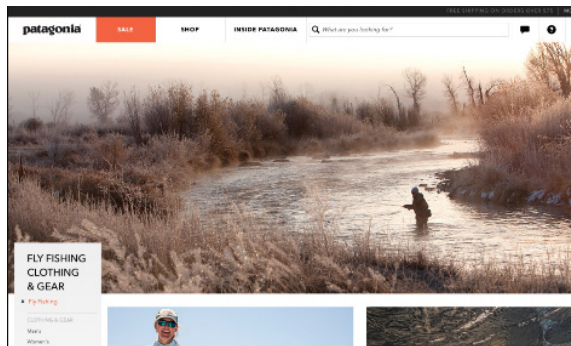 FREE SHIPPING ON ORDERS OVER $75
patagonia
SALE
SHOP
INSIDE PATAGONIA
What are you looking for?
FLY FISHING
CLOTHING
& GEAR
Fly Fishing
CLOTHING & GEAR
Men's
Women's